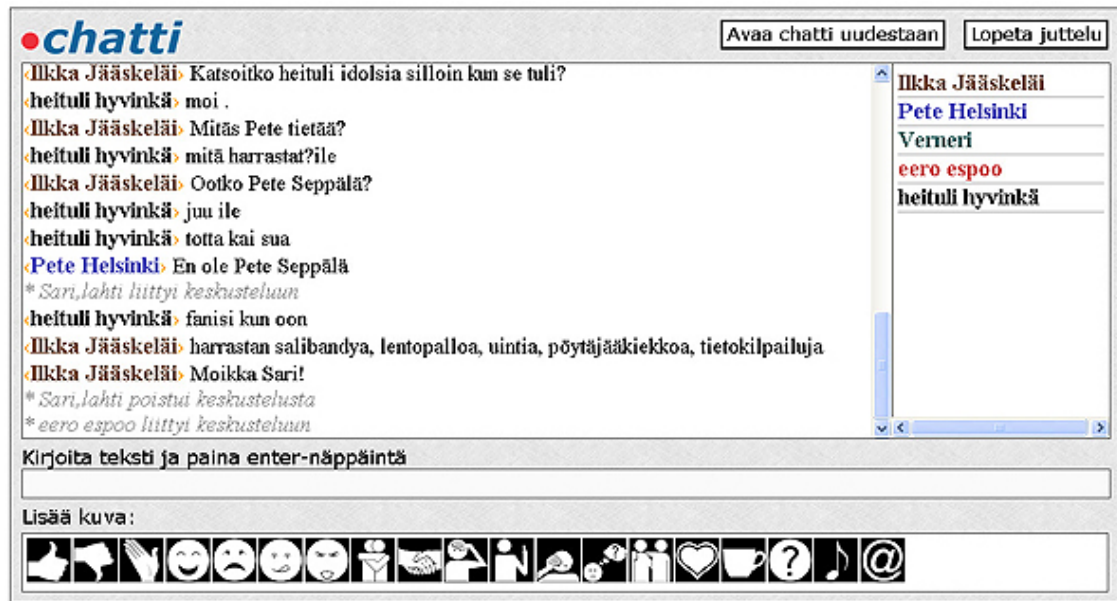 chatti
Avaa chatti uudestaan
Lopeta juttelu
‹Ilkka Jääskeläi› Katsoitko heituli idolsia silloin kun se tuli?
‹heituli hyvinkä› moi .
‹Ilkka Jääskeläi› Mitäs Pete tietää?
‹heituli hyvinkä› mitä harrastat?ile
‹Ilkka Jääskeläi› Ootko Pete Seppälä?
‹heituli hyvinkä› juu ile
‹heituli hyvinkä› totta kai sua
‹Pete Helsinki› En ole Pete Seppälä
* Sari,lahti liittyi keskusteluun
‹heituli hyvinkä› fanisi kun oon
‹Ilkka Jääskeläi› harrastan salibandya, lentopalloa, uintia, pöytäjääkiekkoa, tietokilpailuja
‹Ilkka Jääskeläi› Moikka Sari!
* Sari,lahti poistui keskustelusta
* eero espoo liittyi keskusteluun
Ilkka Jääskeläi
Pete Helsinki
Verneri
eero espoo
heituli hyvinkä
Kirjoita teksti ja paina enter-näppäintä
Lisää kuva: